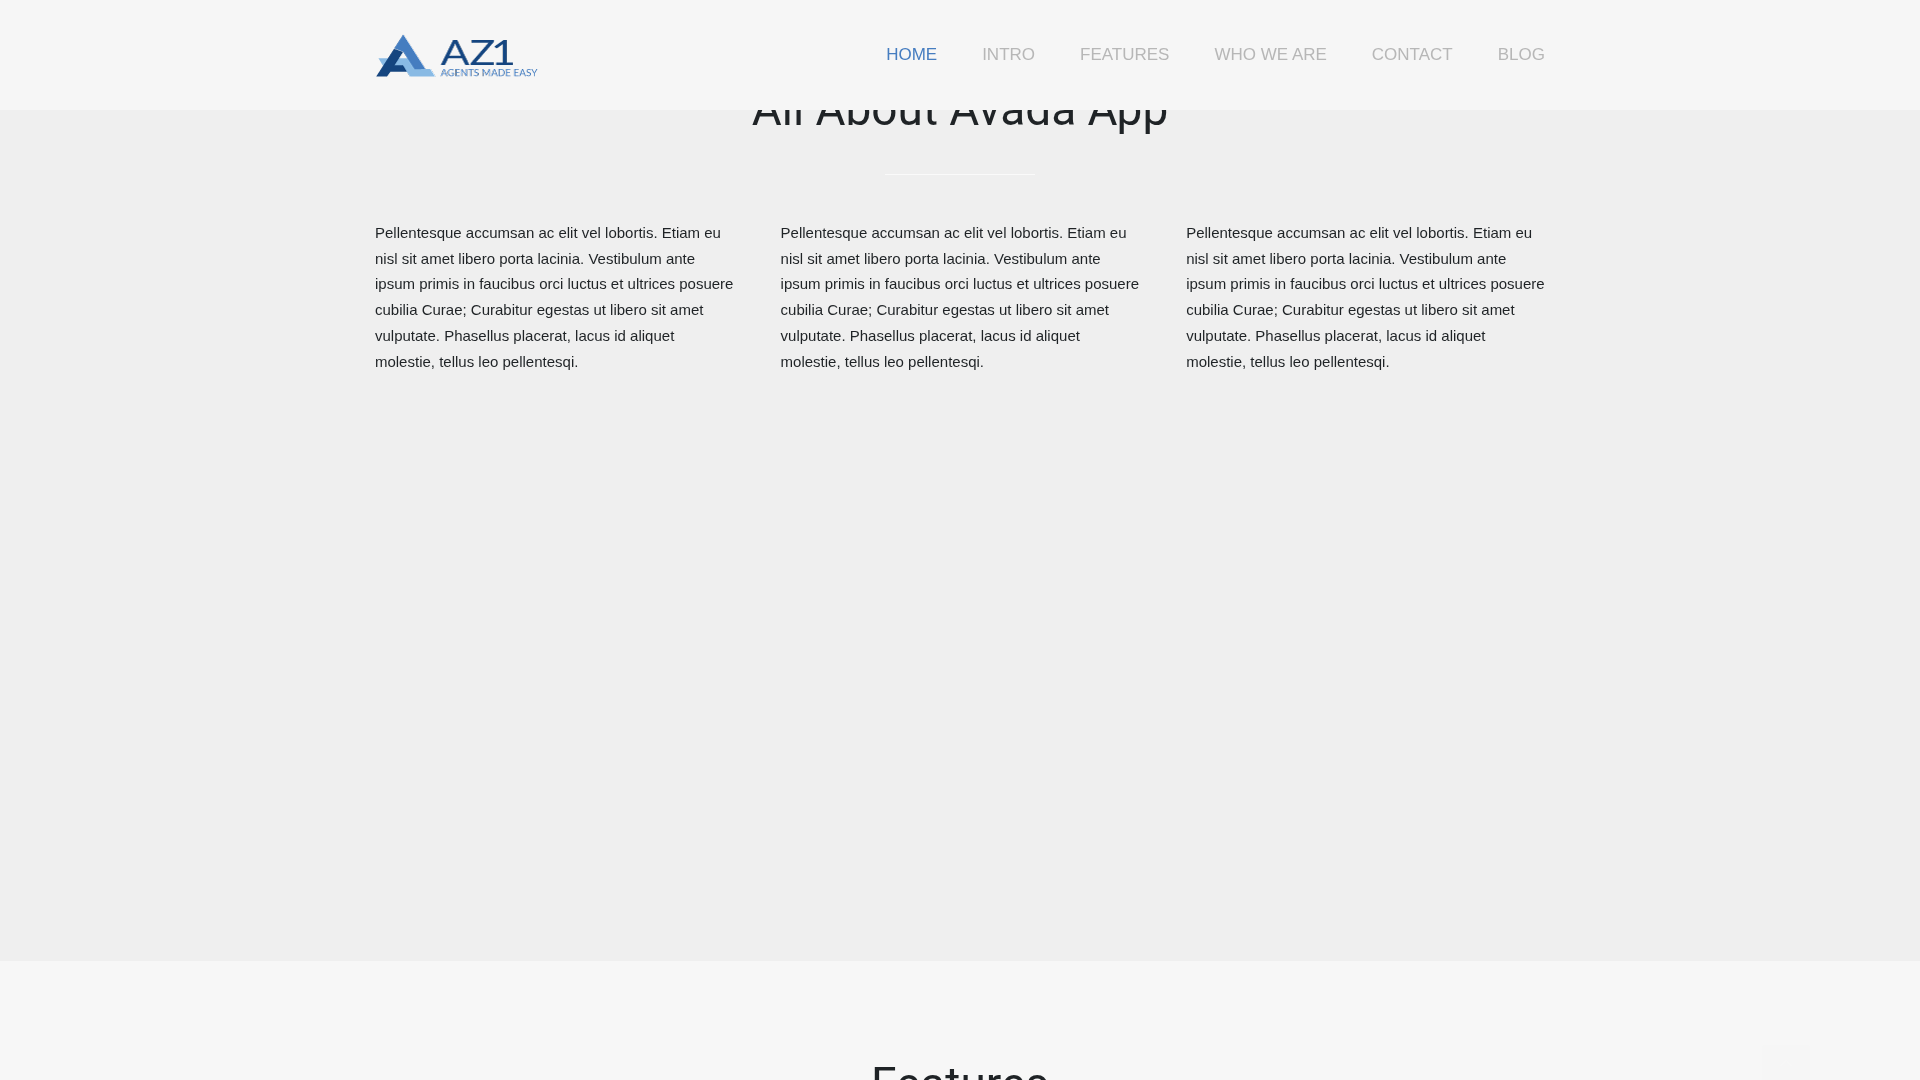 AZ1
AGENTS MADE EASY
HOME
INTRO
FEATURES
WHO WE ARE
CONTACT
BLOG
All About Avada App
Pellentesque accumsan ac elit vel lobortis. Etiam eu
nisl sit amet libero porta lacinia. Vestibulum ante
ipsum primis in faucibus orci luctus et ultrices posuere
cubilia Curae; Curabitur egestas ut libero sit amet
vulputate. Phasellus placerat, lacus id aliquet
molestie, tellus leo pellentesqi.
Pellentesque accumsan ac elit vel lobortis. Etiam eu
nisl sit amet libero porta lacinia. Vestibulum ante
ipsum primis in faucibus orci luctus et ultrices posuere
cubilia Curae; Curabitur egestas ut libero sit amet
vulputate. Phasellus placerat, lacus id aliquet
molestie, tellus leo pellentesqi.
Pellentesque accumsan ac elit vel lobortis. Etiam eu
nisl sit amet libero porta lacinia. Vestibulum ante
ipsum primis in faucibus orci luctus et ultrices posuere
cubilia Curae; Curabitur egestas ut libero sit amet
vulputate. Phasellus placerat, lacus id aliquet
molestie, tellus leo pellentesqi.
Features